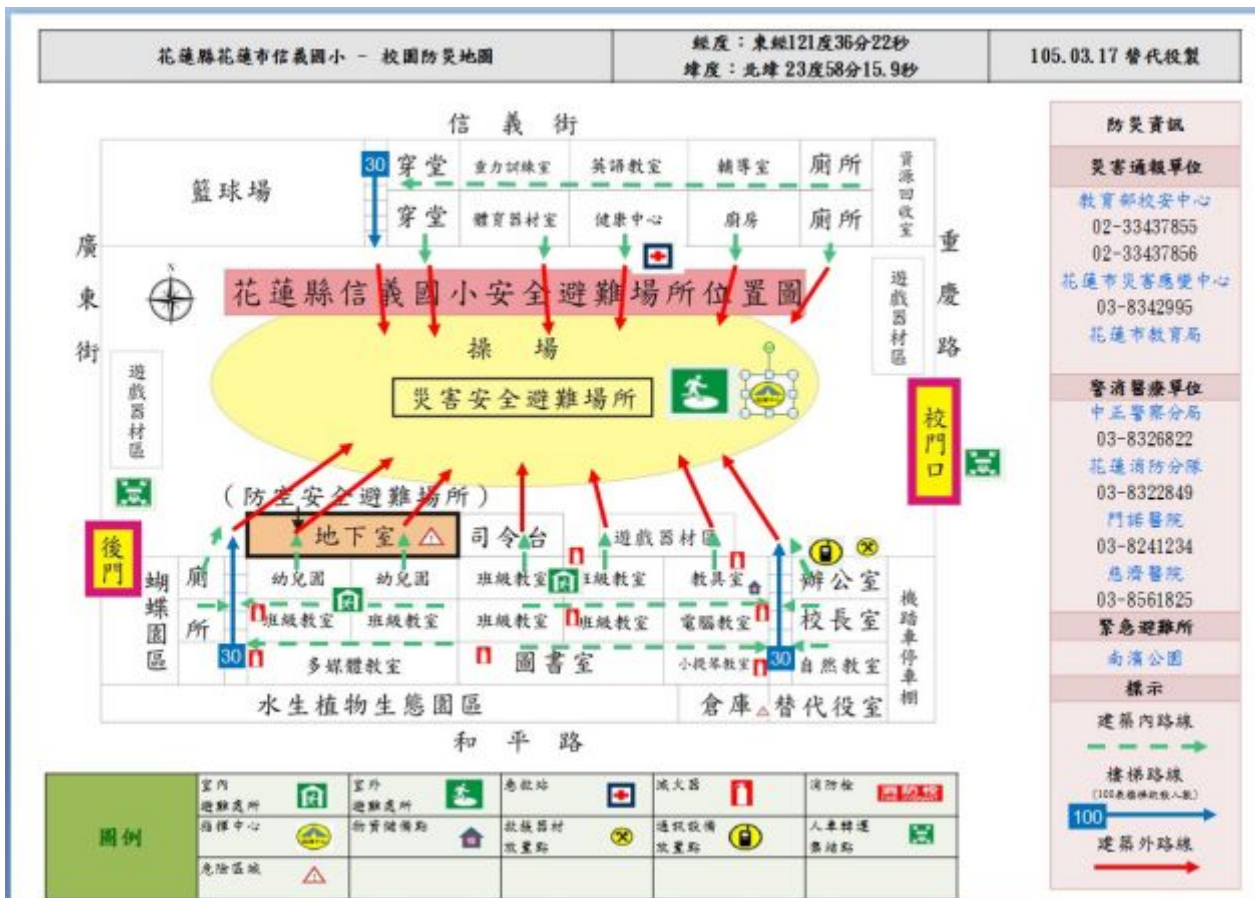 花蓮縣花蓮市信義國小 - 校園防災地圖
經度：東經121度36分22秒
緯度：北緯 23度58分15.9秒
105.03.17 替代役製
信義街
籃球場
30
穿堂
重力訓練室
英語教室
輔導室
廁所
資源回收室
穿堂
體育器材室
健康中心
廚房
廁所
廣東街
重慶路
N
花蓮縣信義國小安全避難場所位置圖
遊戲器材區
操場
遊戲器材區
災害安全避難場所
校門口
(防空安全避難場所)
後門
地下室
司令台
遊戲器材區
蝴蝶園區
廁所
幼兒園
幼兒園
班級教室
班級教室
教具室
辦公室
機踏車停車棚
班級教室
班級教室
班級教室
班級教室
電腦教室
校長室
30
多媒體教室
圖書室
小提琴教室
30
自然教室
水生植物生態園區
倉庫
替代役室
和平路
防災資訊
災害通報單位
教育部校安中心
02-33437855
02-33437856
花蓮市災害應變中心
03-8342995
花蓮市教育局
警消醫療單位
中正警察分局
03-8326822
花蓮消防分隊
03-8322849
門諾醫院
03-8241234
慈濟醫院
03-8561825
緊急避難所
南濱公園
標示
建築內路線
樓梯路線
100
建築外路線
圖例
室內
避難處所
室外
避難處所
急救站
滅火器
消防栓
消防栓
指揮中心
物資儲備點
救援器材
放置點
通訊設備
放置點
人車轉運
集結點
危險區域